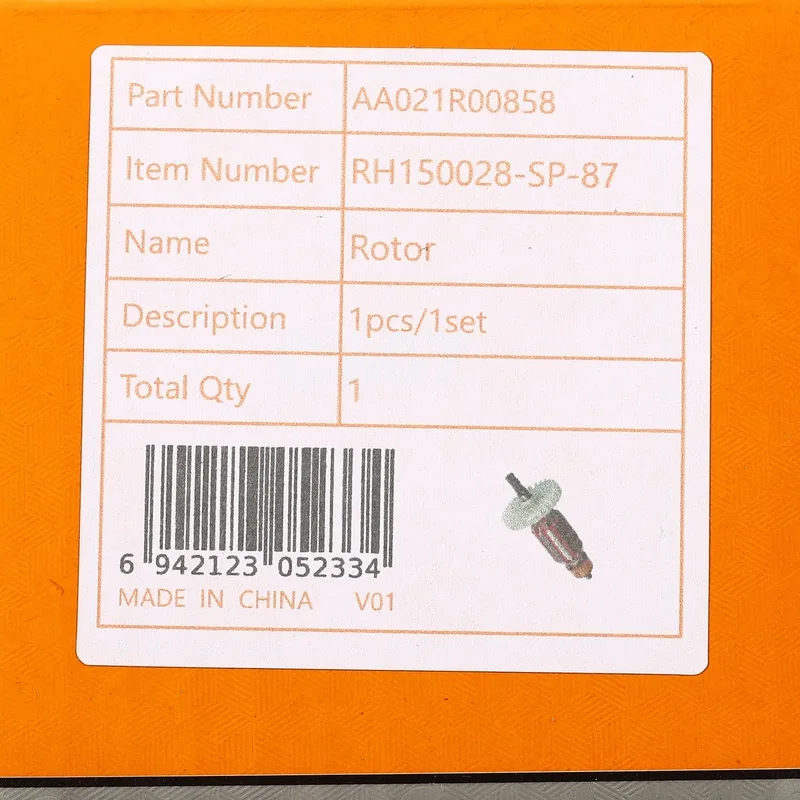 Part Number AA021R00858
Item Number RH150028-SP-87
Name Rotor
Description 1pcs/1set
Total Qty 1
6 942123 052334
MADE IN CHINA V01